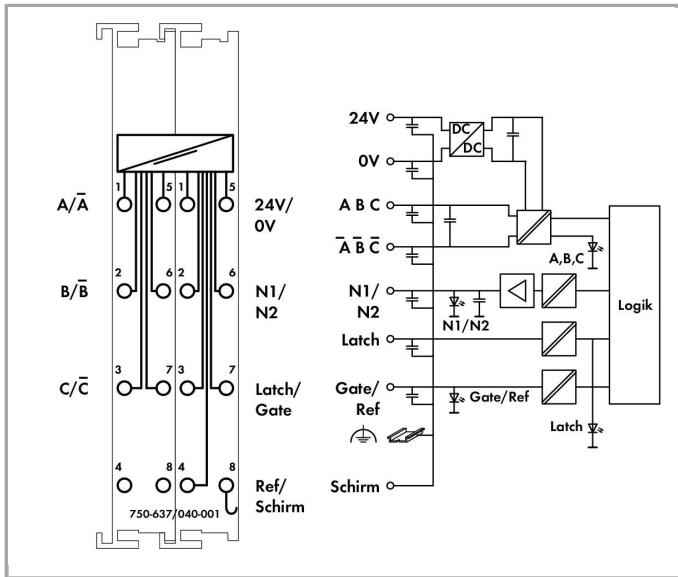 1 5 1 5
A/A̅ 24V/
0V
2 6 2 6
B/B̅ N1/
N2
3 7 3 7
C/C̅ Latch/
Gate
4 8 4 8
Ref/
Schirm
750-637/040-001
24V
DC
DC
0V
A B C
A̅ B̅ C̅
A,B,C
N1/
N2
N1/N2
Logik
Latch
Gate/
Ref
Gate/Ref
Latch
Schirm